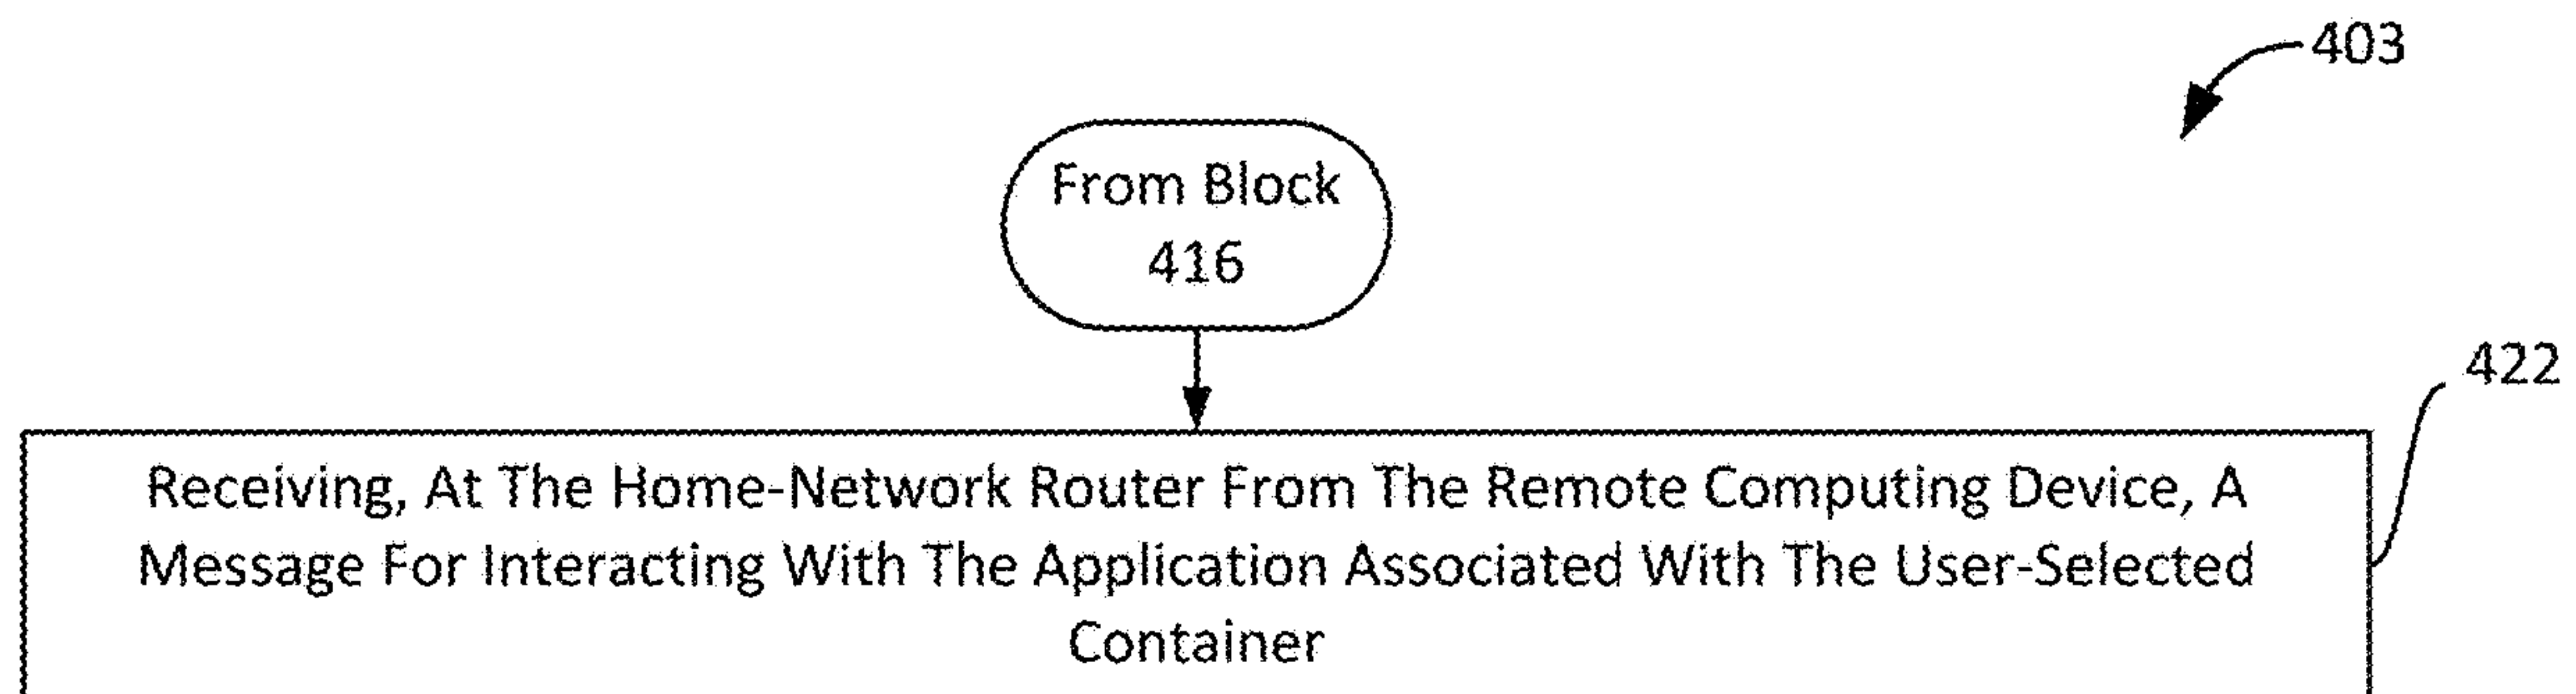 403
From Block
416
422
Receiving, At The Home-Network Router From The Remote Computing Device, A
Message For Interacting With The Application Associated With The User-Selected
Container